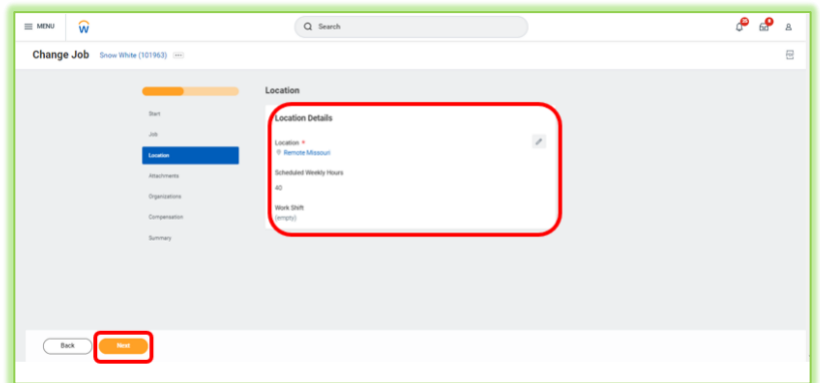 MENU
Search
Change Job Snow White (101963)
Location
Start
Job
Location
Attachments
Organizations
Compensation
Summary
Location Details
Location *
Remote Missouri
Scheduled Weekly Hours
40
Work Shift
(empty)
Back
Next